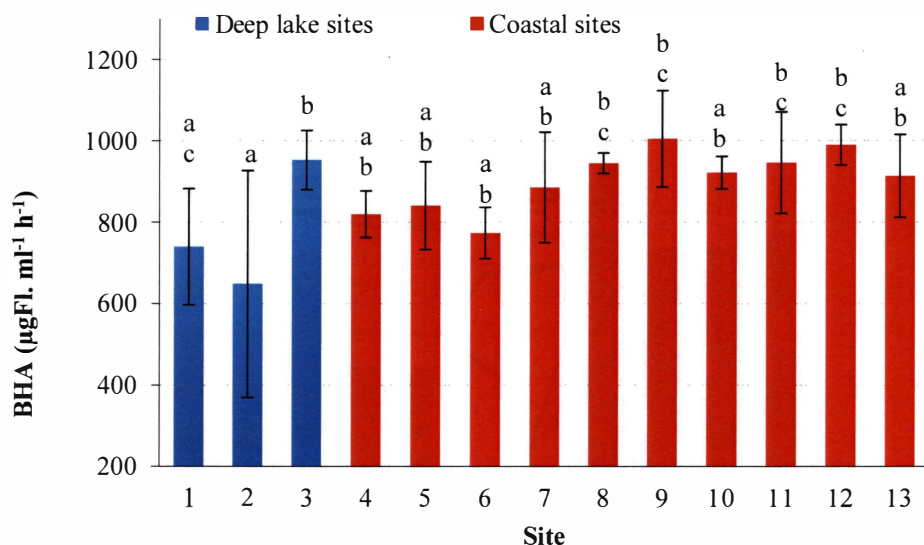 Deep lake sites
Coastal sites
1200
1000
800
600
400
200
BHA (µgFl. ml⁻¹ h⁻¹)
a
c
a
b
a
b
a
b
a
b
a
b
b
c
b
c
a
b
b
c
b
c
a
b
1 2 3 4 5 6 7 8 9 10 11 12 13
Site